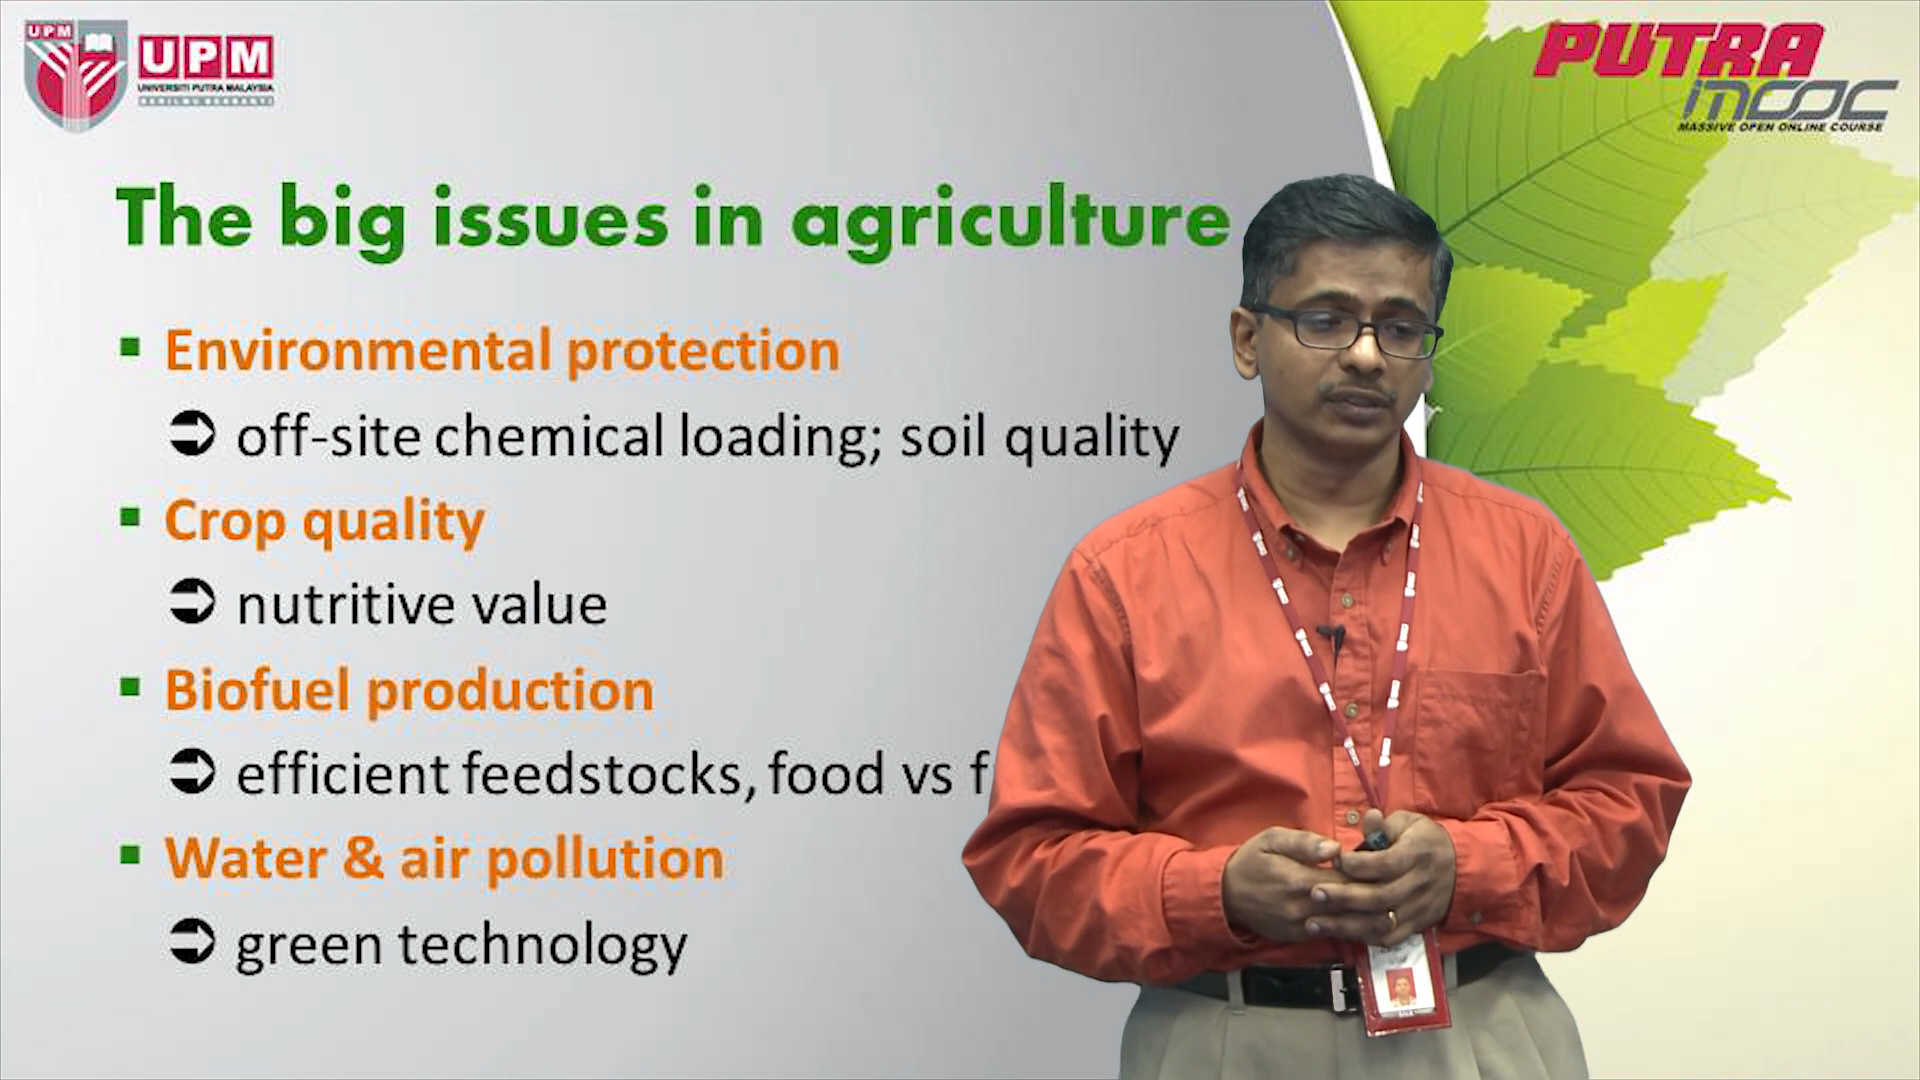 UPM
UPM
UNIVERSITI PUTRA MALAYSIA
BERILMU BERBAKTI
PUTRA
mooc
MASSIVE OPEN ONLINE COURSE
The big issues in agriculture
▪ Environmental protection
➲ off-site chemical loading; soil quality
▪ Crop quality
➲ nutritive value
▪ Biofuel production
➲ efficient feedstocks, food vs f
▪ Water & air pollution
➲ green technology